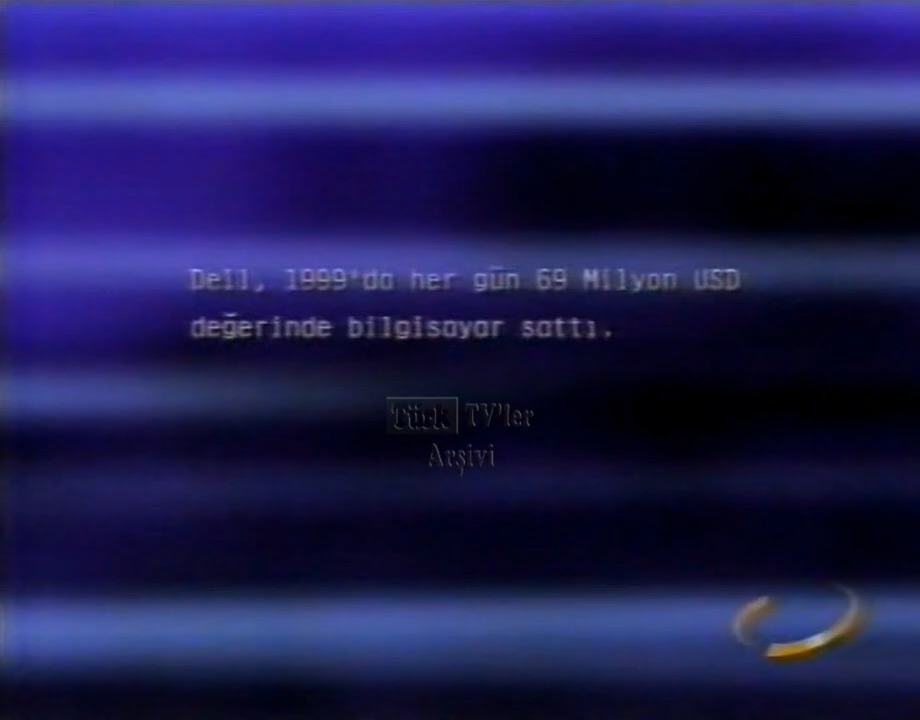 Dell, 1999'da her gün 69 Milyon USD
değerinde bilgisayar sattı.
Türk TV'ler
Arşivi